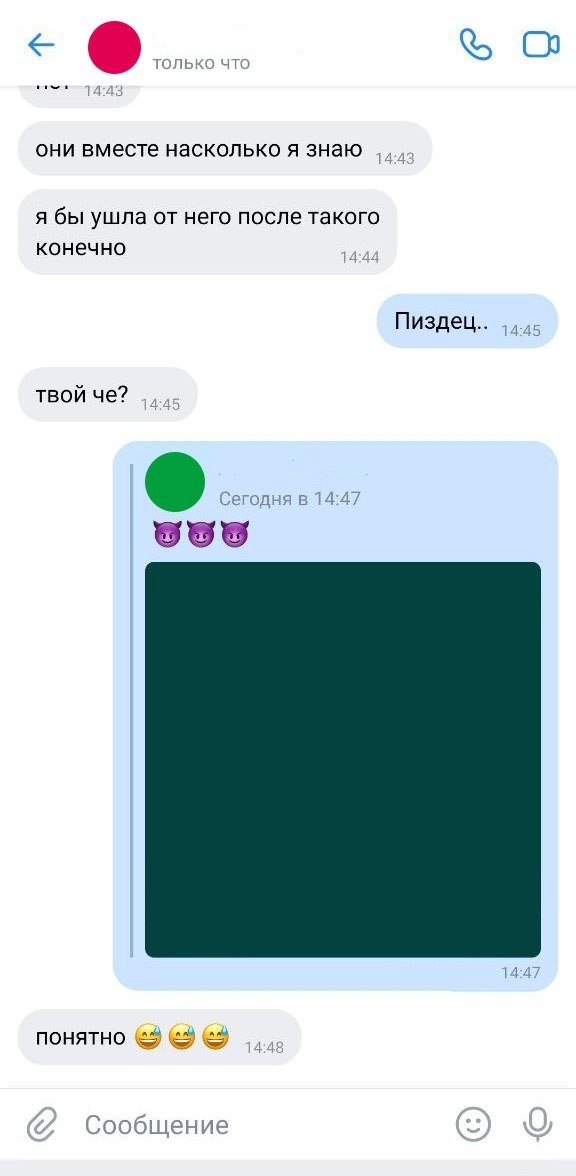 только что
14:43
они вместе насколько я знаю 14:43
я бы ушла от него после такого
конечно 14:44
Пиздец.. 14:45
твой че? 14:45
Сегодня в 14:47
😈😈😈
14:47
понятно 😅😅😅 14:48
Сообщение